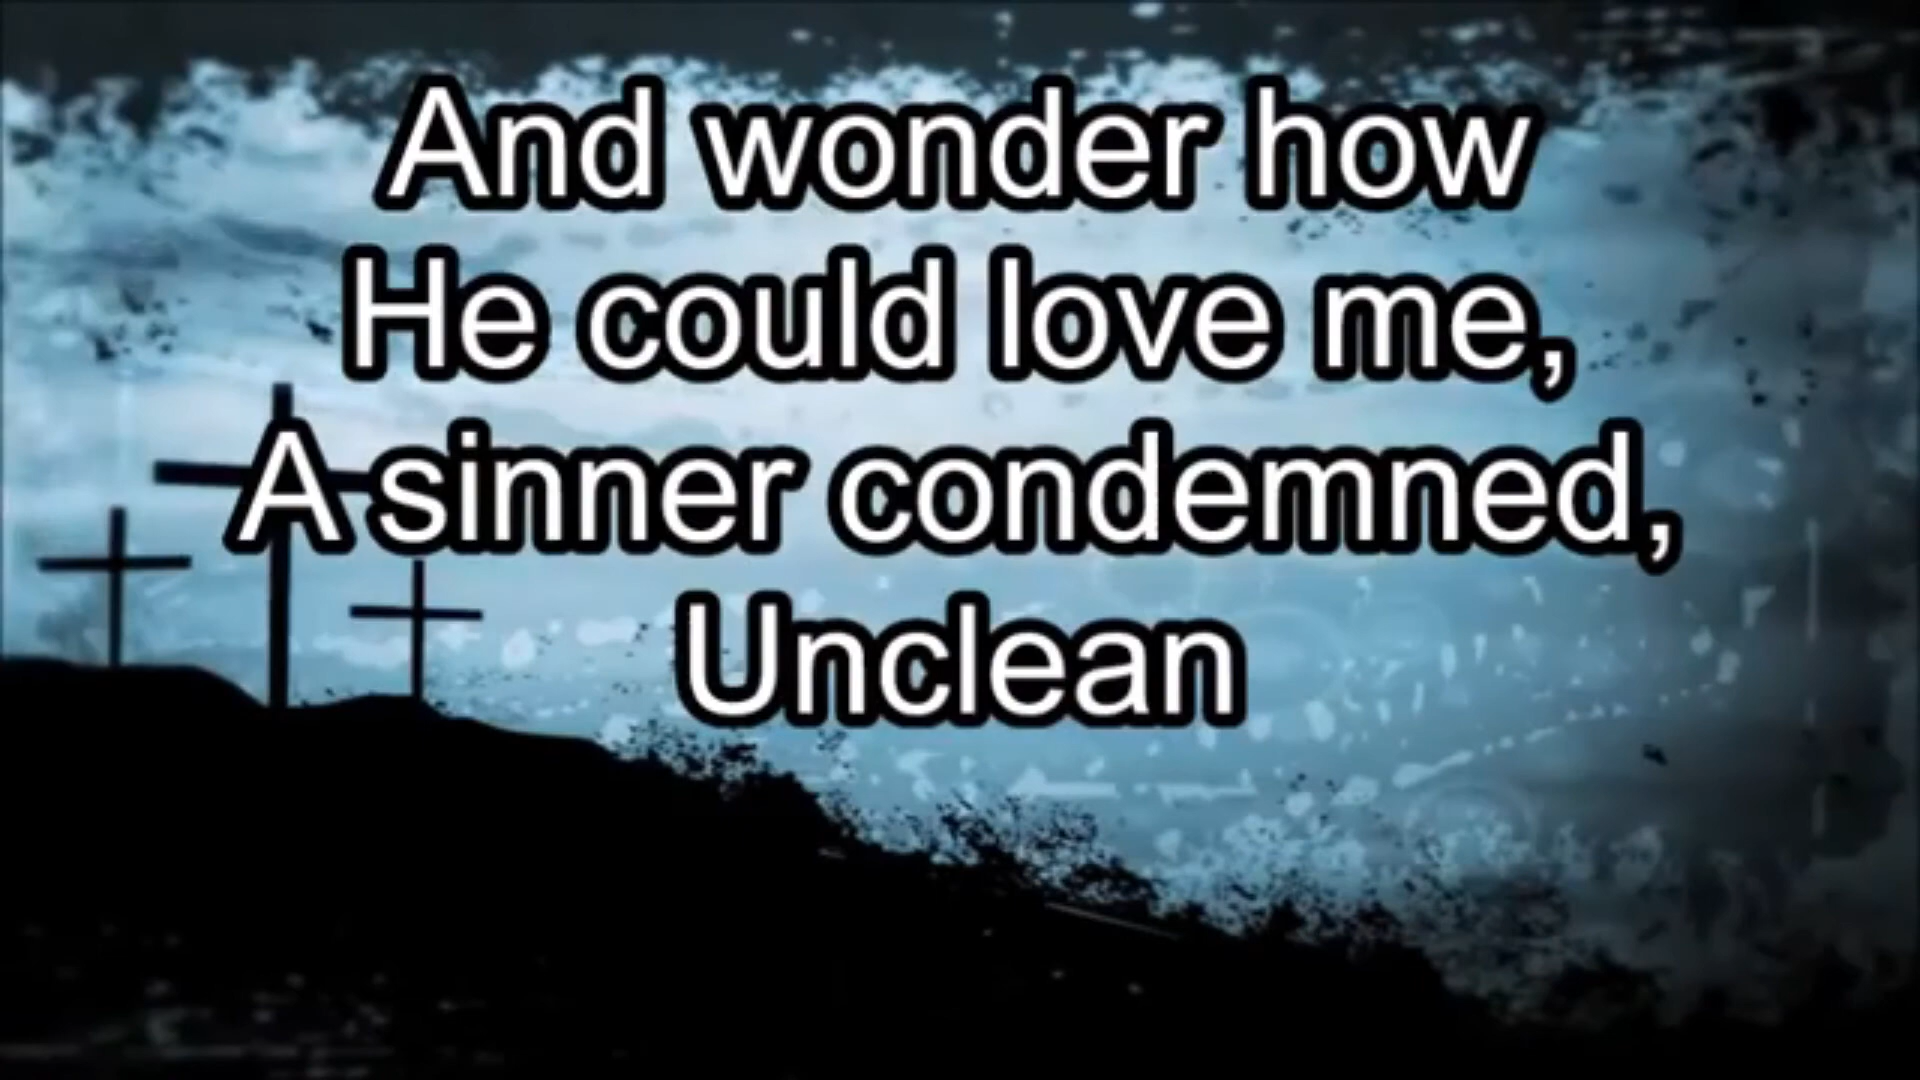 And wonder how
He could love me,
A sinner condemned,
Unclean